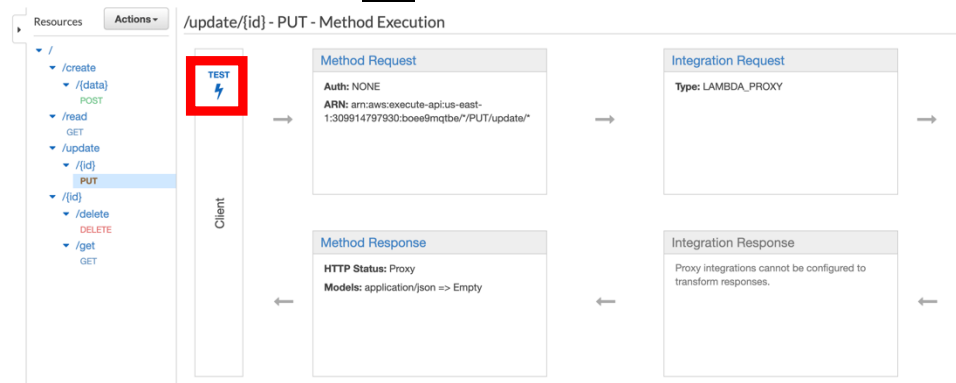 Resources
Actions
/update/{id} - PUT - Method Execution
/
/create
/{data}
POST
/read
GET
/update
/{id}
PUT
/{id}
/delete
DELETE
/get
GET
TEST
Client
Method Request
Auth: NONE
ARN: arn:aws:execute-api:us-east-
1:309914797930:boee9mqtbe/*/PUT/update/*
Integration Request
Type: LAMBDA_PROXY
Method Response
HTTP Status: Proxy
Models: application/json => Empty
Integration Response
Proxy integrations cannot be configured to
transform responses.